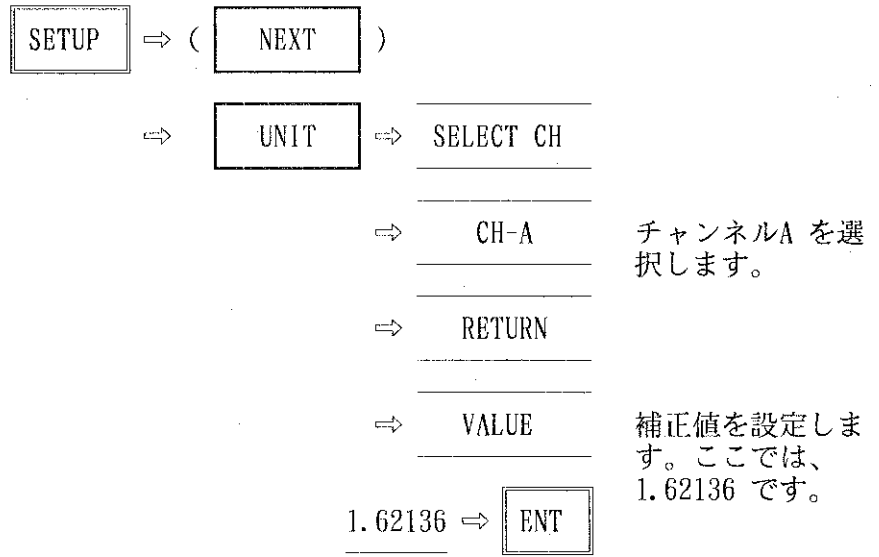 SETUP ⇨ ( NEXT )
⇨ UNIT ⇨ SELECT CH
⇨ CH-A チャンネルA を選
択します。
⇨ RETURN
⇨ VALUE 補正値を設定しま
す。ここでは、
1.62136 です。
1.62136 ⇨ ENT